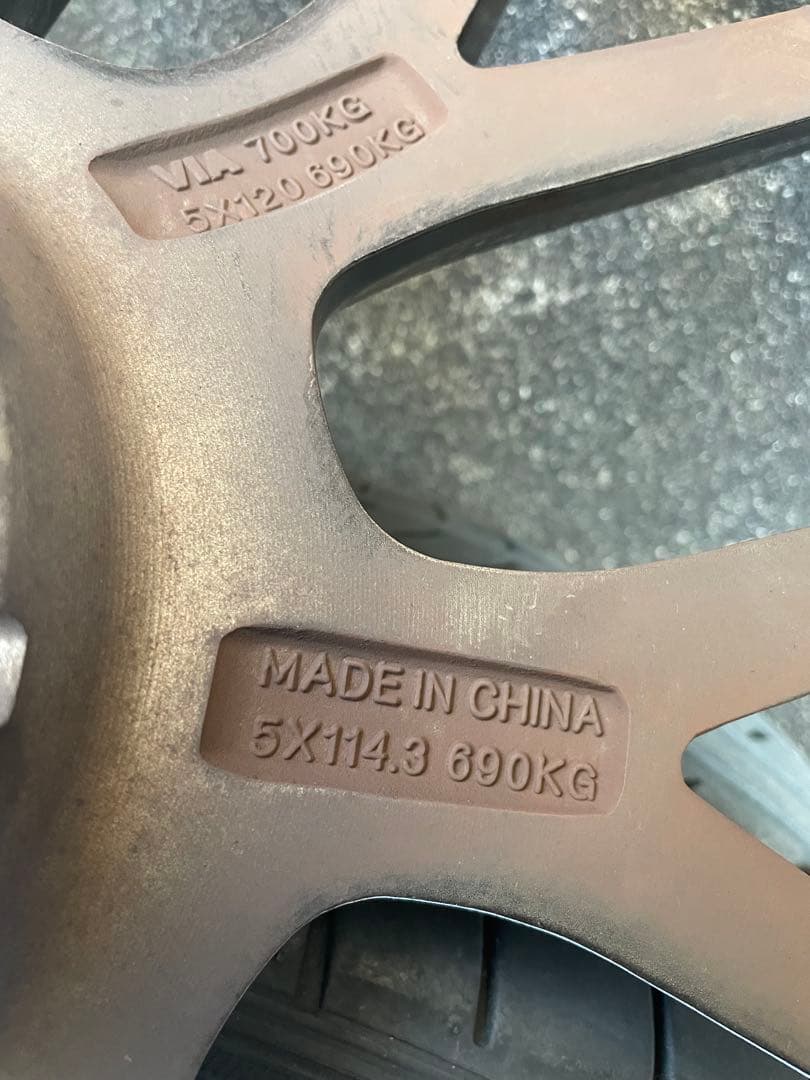 VIA 700KG
5X120 690KG
MADE IN CHINA
5X114.3 690KG